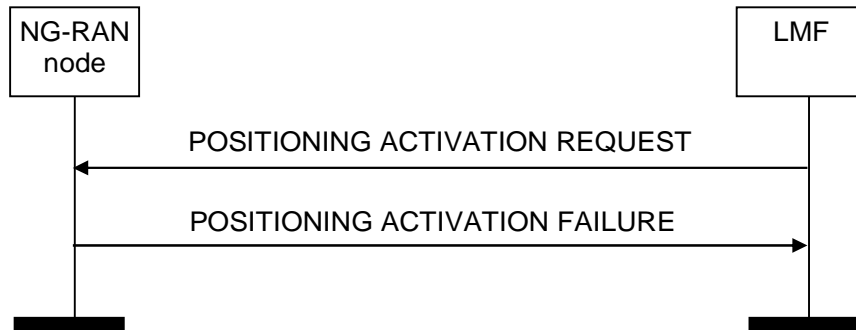 NG-RAN
node
LMF
POSITIONING ACTIVATION REQUEST
POSITIONING ACTIVATION FAILURE